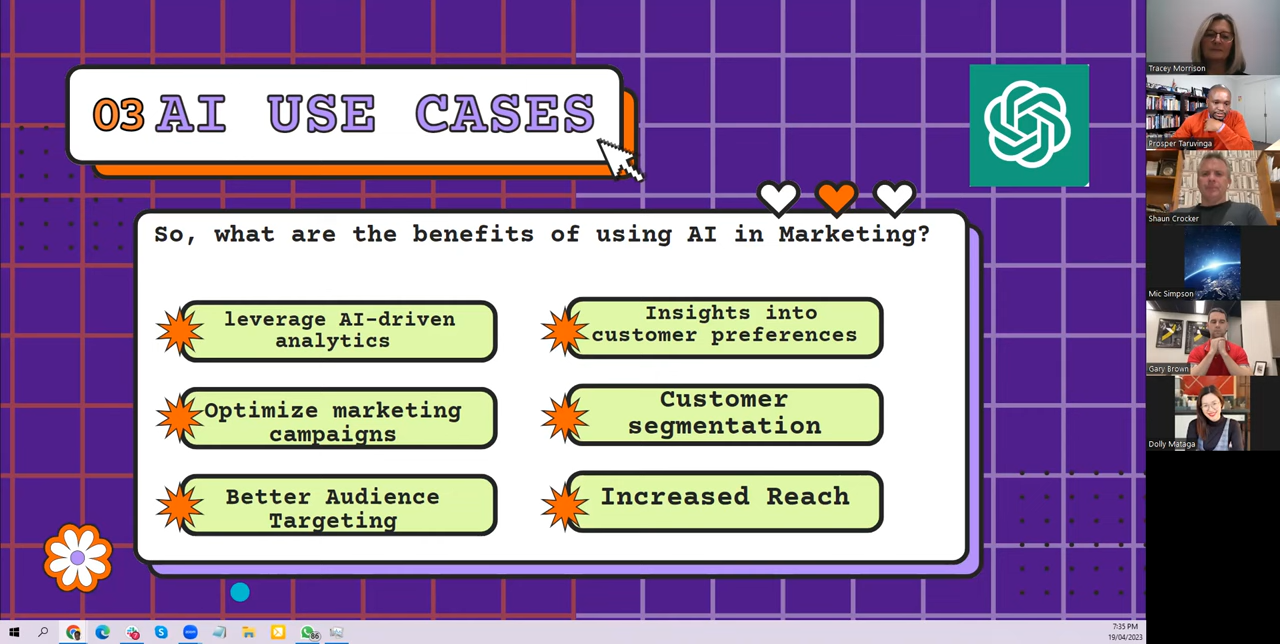 03 AI USE CASES
So, what are the benefits of using AI in Marketing?
leverage AI-driven
analytics
Insights into
customer preferences
Optimize marketing
campaigns
Customer
segmentation
Better Audience
Targeting
Increased Reach
Tracey Morrison
Prosper Taruvinga
Shaun Crocker
Mic Simpson
Gary Brown
Dolly Mataga
86
7:35 PM
19/04/2023